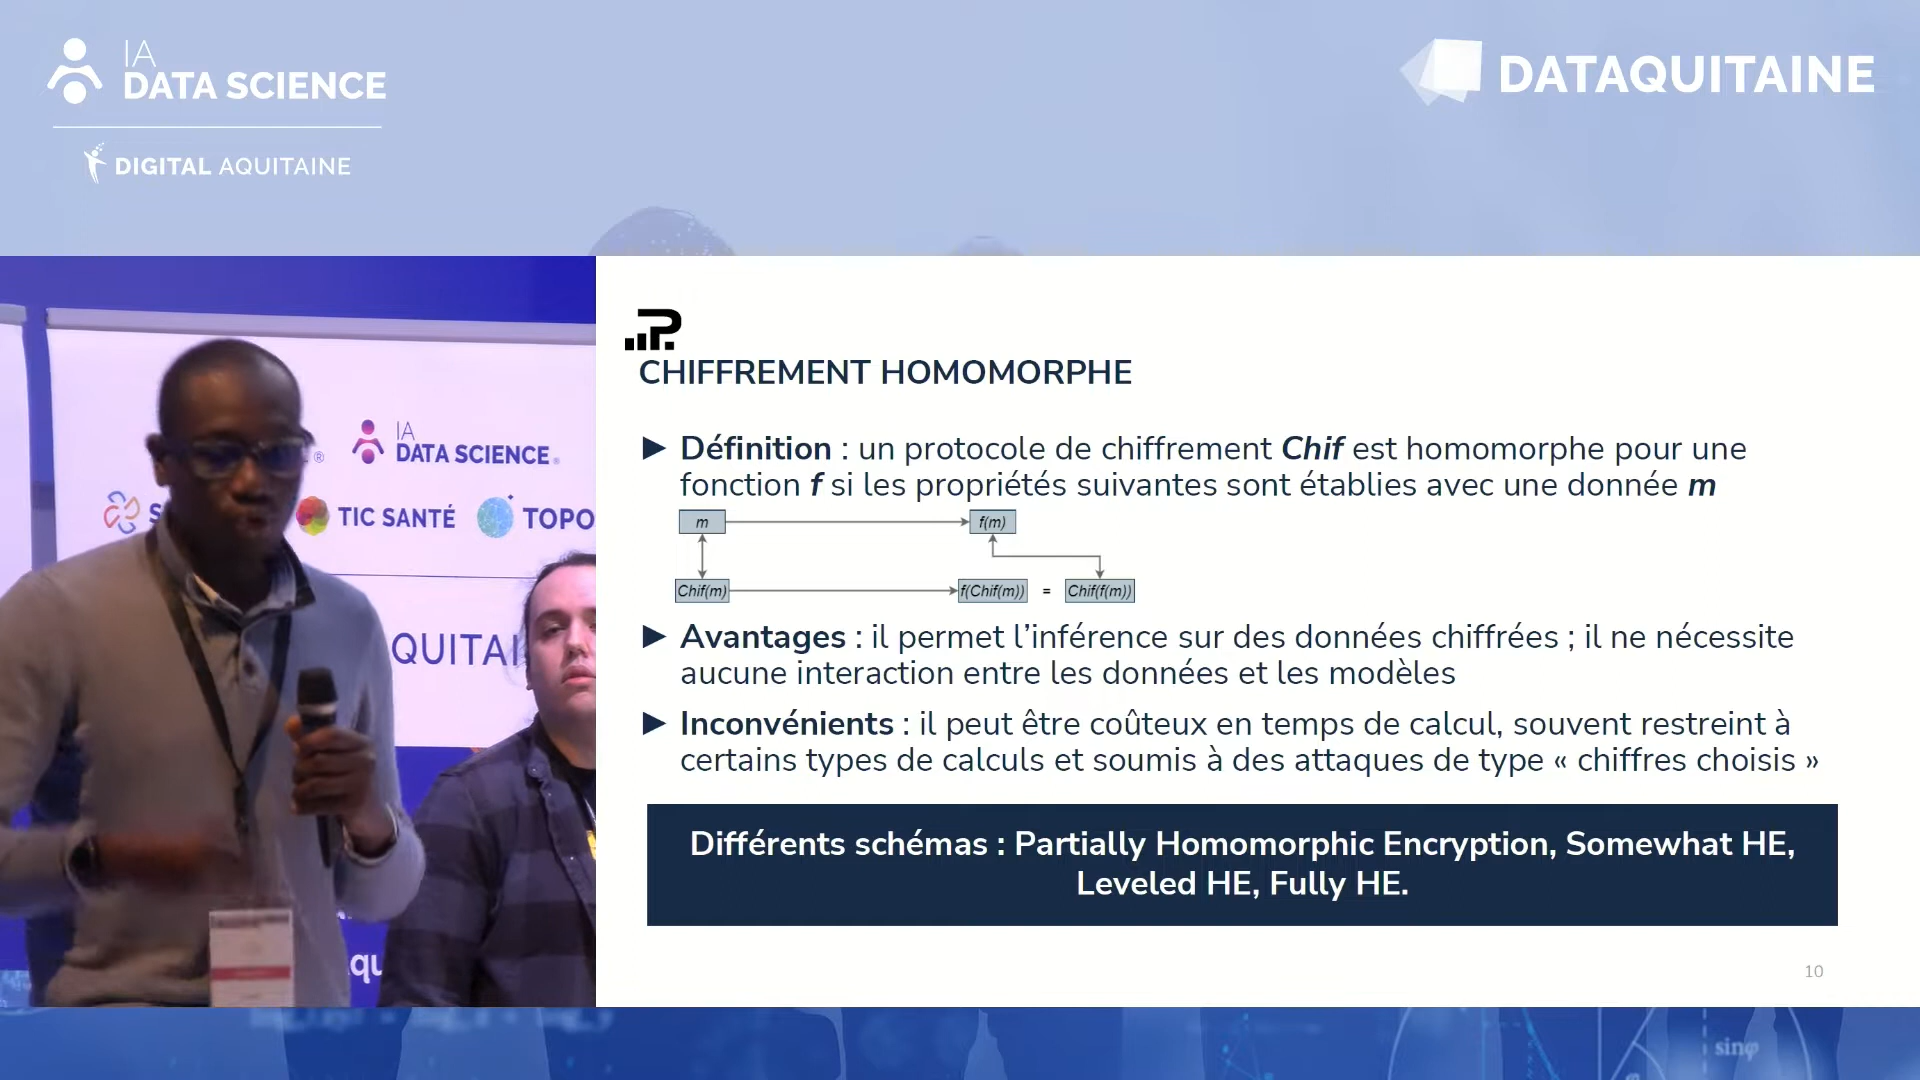 IA
DATA SCIENCE
DIGITAL AQUITAINE
DATAQUITAINE
IA
DATA SCIENCE
TIC SANTÉ
TOPO
QUITAI
CHIFFREMENT HOMOMORPHE
► Définition : un protocole de chiffrement Chif est homomorphe pour une
fonction f si les propriétés suivantes sont établies avec une donnée m
m
f(m)
Chif(m)
f(Chif(m)) = Chif(f(m))
► Avantages : il permet l’inférence sur des données chiffrées ; il ne nécessite
aucune interaction entre les données et les modèles
► Inconvénients : il peut être coûteux en temps de calcul, souvent restreint à
certains types de calculs et soumis à des attaques de type « chiffres choisis »
Différents schémas : Partially Homomorphic Encryption, Somewhat HE,
Leveled HE, Fully HE.
10
sinφ